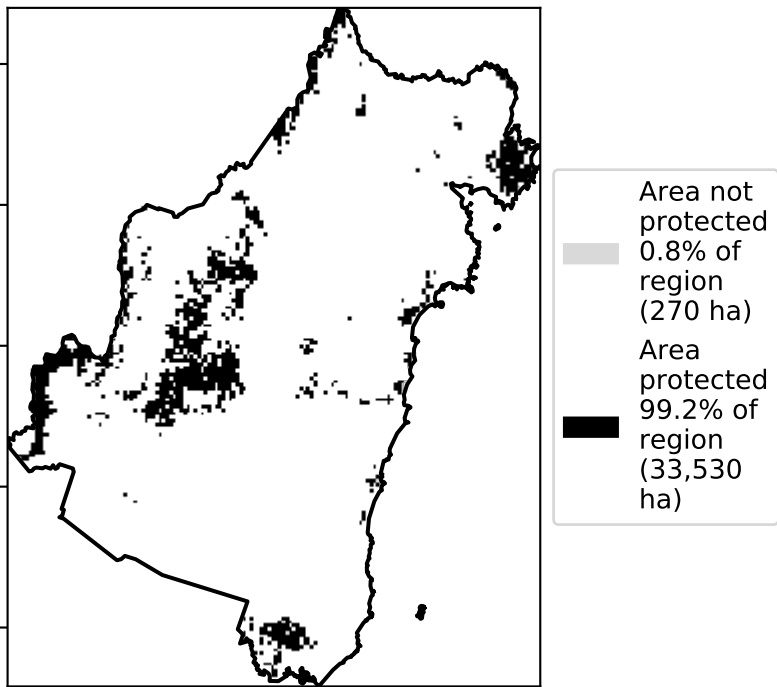 Area not
protected
0.8% of
region
(270 ha)
Area
protected
99.2% of
region
(33,530
ha)